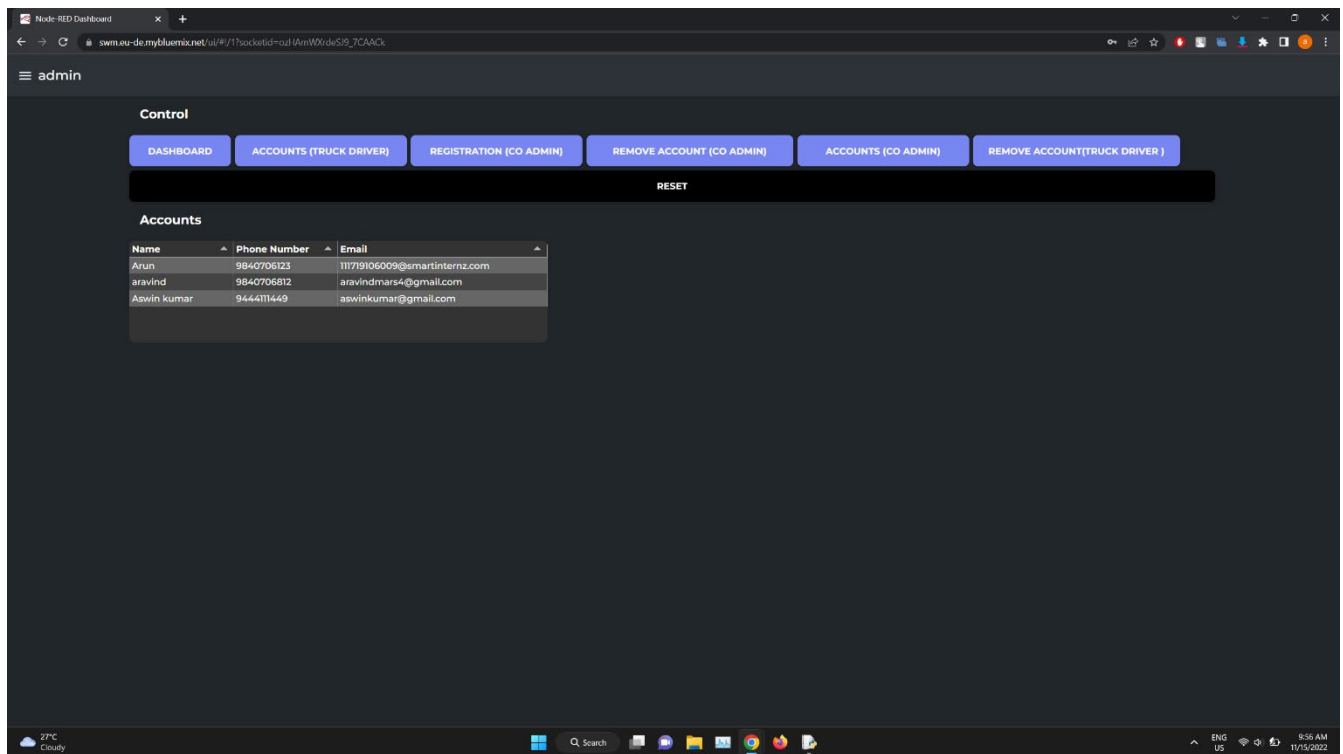 Node-RED Dashboard
swm.eu-de.mybluemix.net/ui/#!/1?socketid=
admin
Control
DASHBOARD ACCOUNTS (TRUCK DRIVER) REGISTRATION (CO ADMIN) REMOVE ACCOUNT (CO ADMIN) ACCOUNTS (CO ADMIN) REMOVE ACCOUNT(TRUCK DRIVER )
RESET
Accounts
Name Phone Number Email
Arun 9840706123 111719106009@smartinternz.com
aravind 9840706812 aravindmars4@gmail.com
Aswin kumar 9444111449 aswinkumar@gmail.com
27°C
Cloudy
Search
ENG
US
9:56 AM
11/15/2022